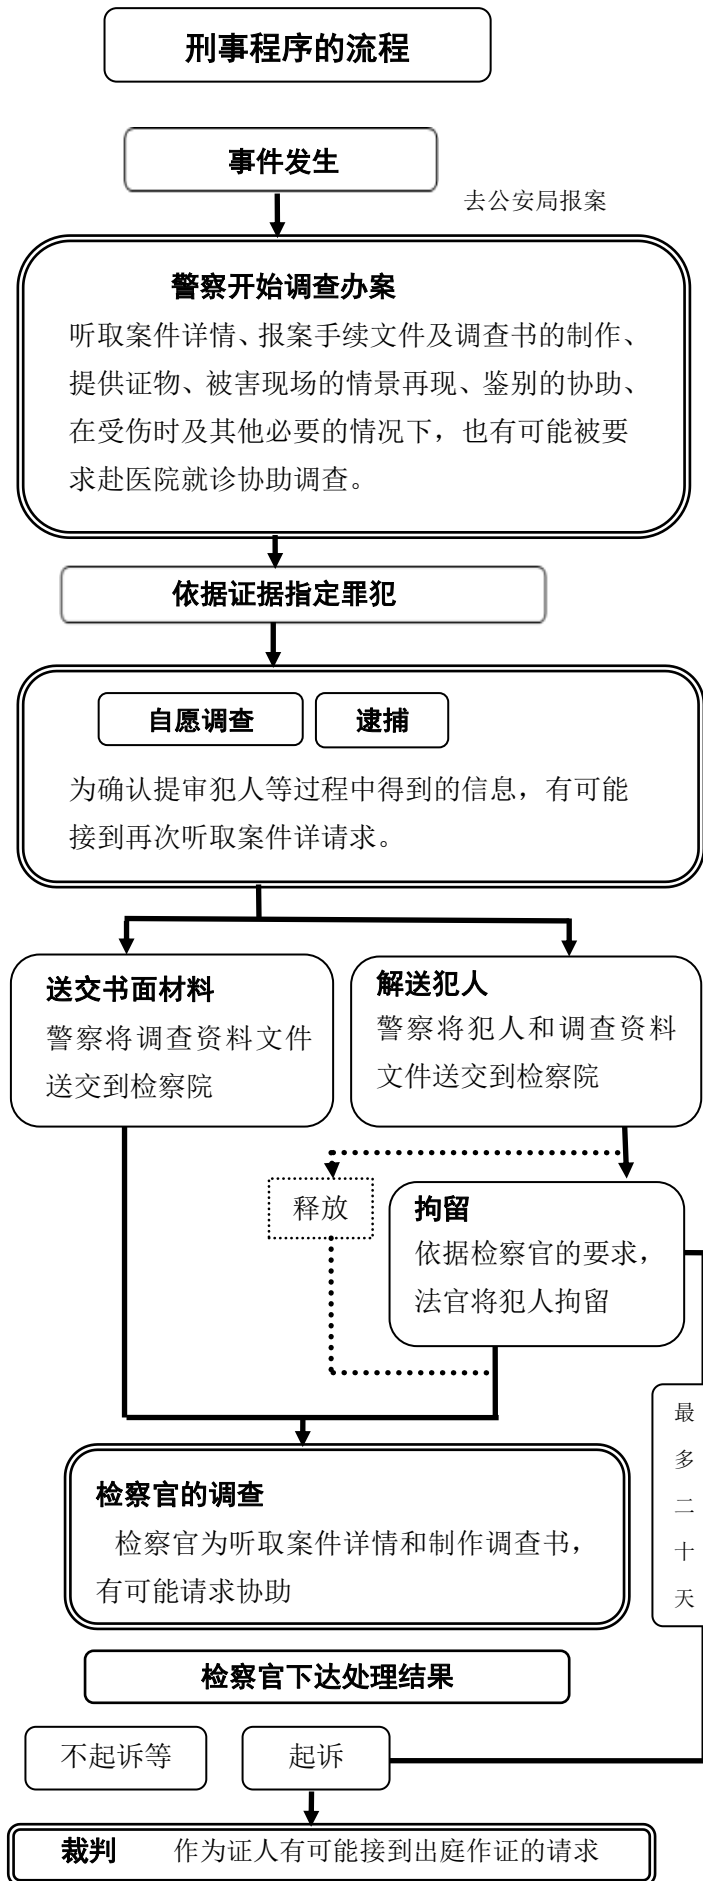 刑事程序的流程
事件发生
去公安局报案
警察开始调查办案
听取案件详情、报案手续文件及调查书的制作、
提供证物、被害现场的情景再现、鉴别的协助、
在受伤时及其他必要的情况下，也有可能被要
求赴医院就诊协助调查。
依据证据指定罪犯
自愿调查
逮捕
为确认提审犯人等过程中得到的信息，有可能
接到再次听取案件详请求。
送交书面材料
警察将调查资料文件
送交到检察院
解送犯人
警察将犯人和调查资料
文件送交到检察院
释放
拘留
依据检察官的要求，
法官将犯人拘留
最多二十天
检察官的调查
检察官为听取案件详情和制作调查书，
有可能请求协助
检察官下达处理结果
不起诉等
起诉
裁判 作为证人有可能接到出庭作证的请求